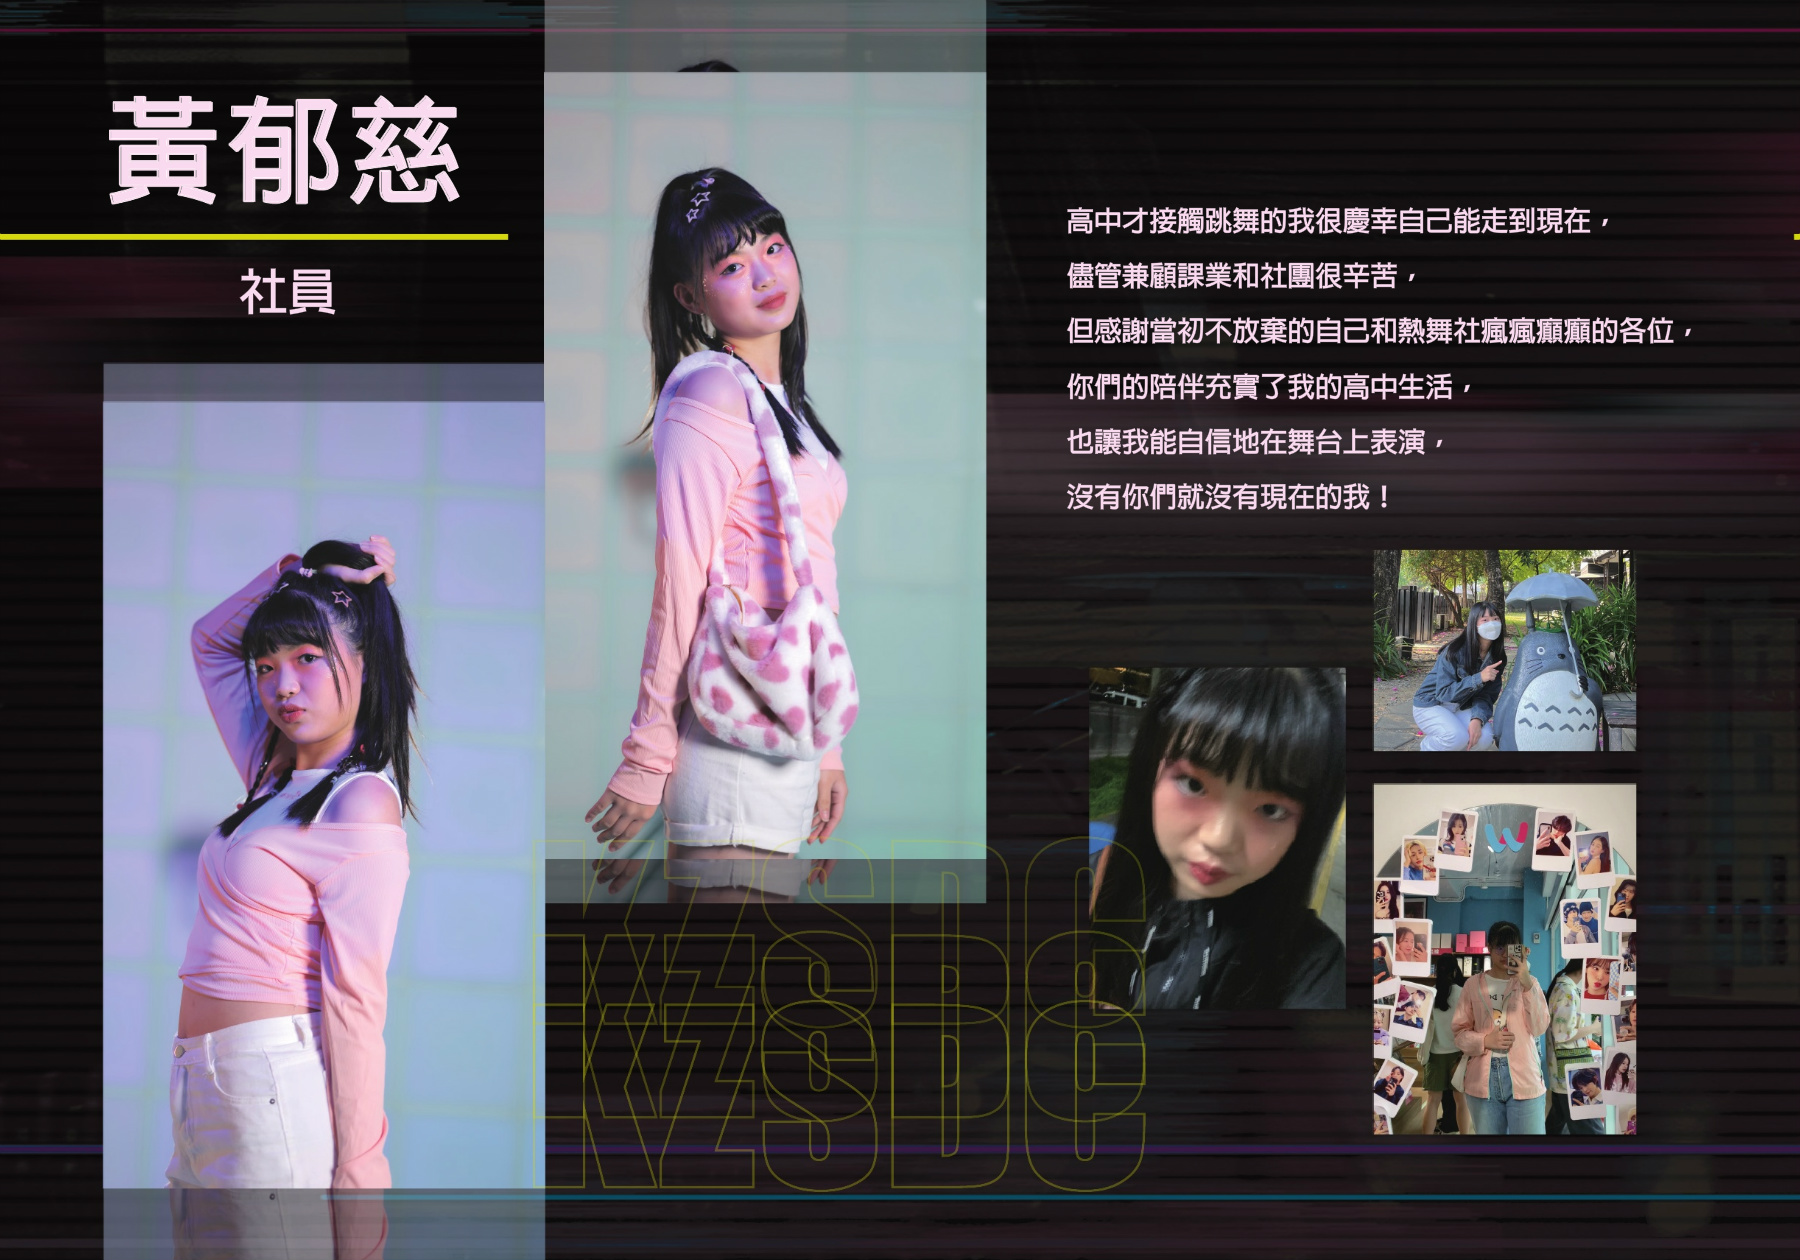 黃郁慈
社員
高中才接觸跳舞的我很慶幸自己能走到現在，
儘管兼顧課業和社團很辛苦，
但感謝當初不放棄的自己和熱舞社瘋瘋癲癲的各位，
你們的陪伴充實了我的高中生活，
也讓我能自信地在舞台上表演，
沒有你們就沒有現在的我！
KZSDC
KZSDC
KZSDC